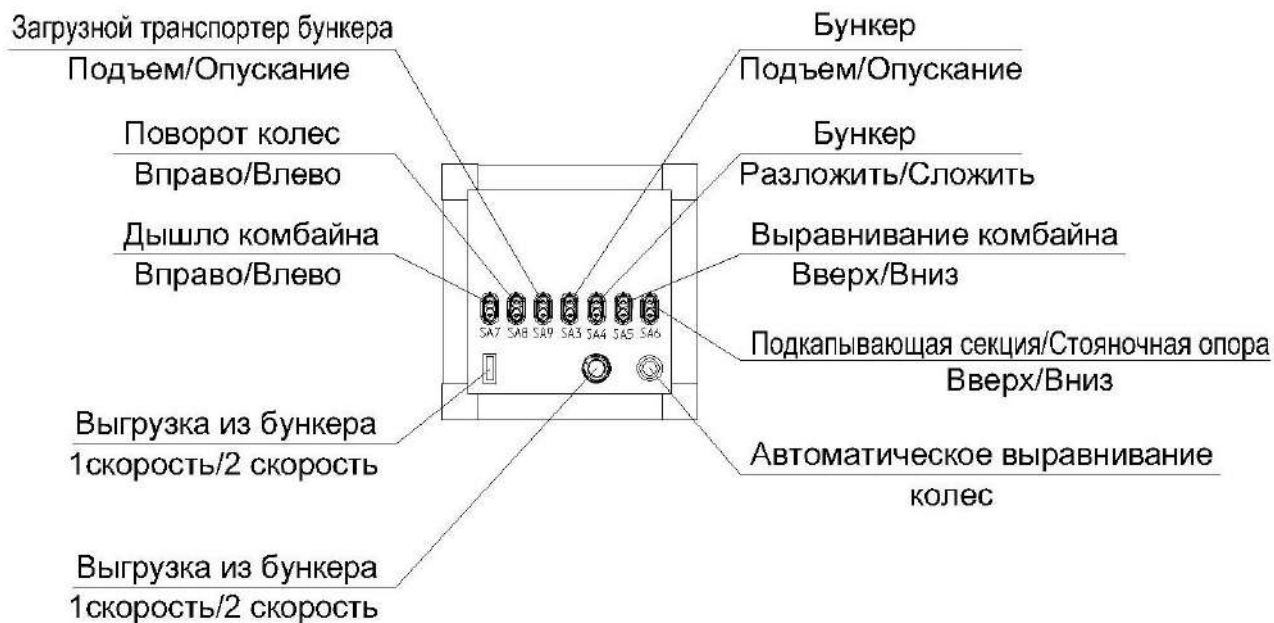 Загрузной транспортер бункера
Подъем/Опускание
Бункер
Подъем/Опускание
Поворот колес
Вправо/Влево
Бункер
Разложить/Сложить
Дышло комбайна
Вправо/Влево
Выравнивание комбайна
Вверх/Вниз
SA7 SA8 SA9 SA3 SA4 SA5 SA6
Подкапывающая секция/Стояночная опора
Вверх/Вниз
Выгрузка из бункера
1скорость/2 скорость
Автоматическое выравнивание
колес
Выгрузка из бункера
1скорость/2 скорость